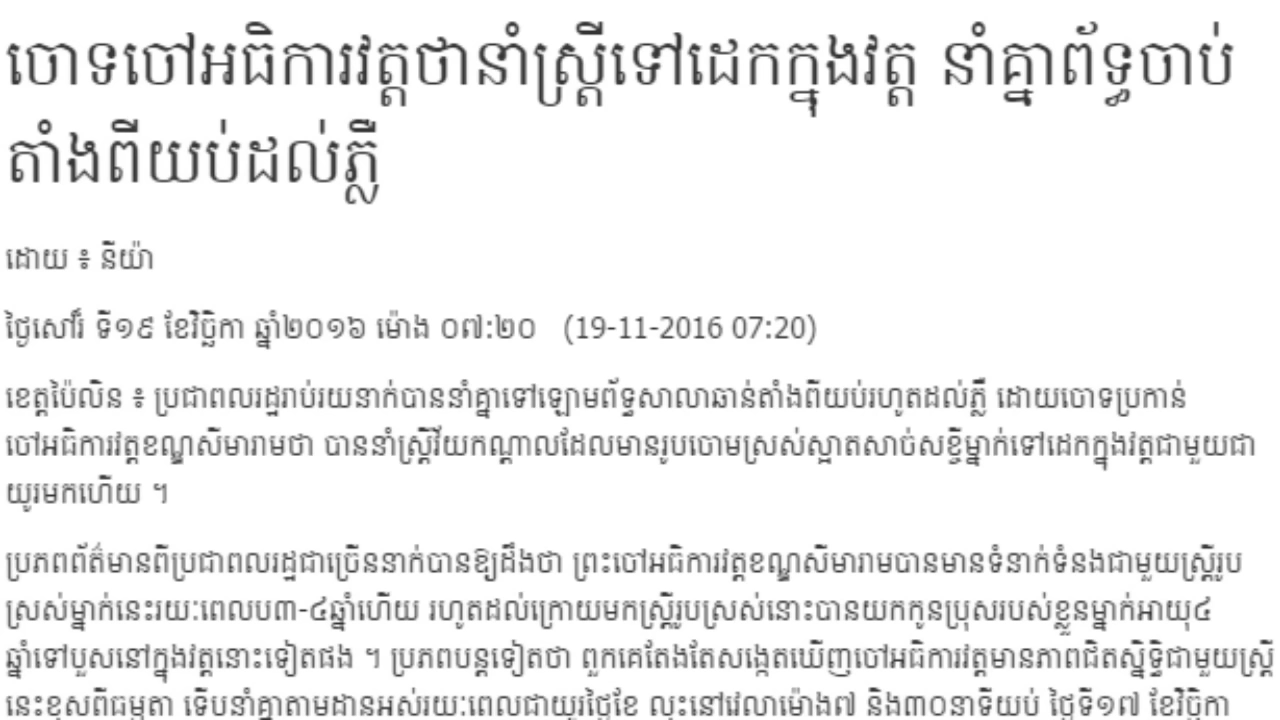 ចោទចៅអធិការវត្តថានាំស្ត្រីទៅដេកក្នុងវត្ត នាំគ្នាព័ទ្ធចាប់
តាំងពីយប់ដល់ភ្លឺ
ដោយ ៖ នីយ៉ា
ថ្ងៃសៅរ៍ ទី១៩ ខែវិច្ឆិកា ឆ្នាំ២០១៦ ម៉ោង ០៧:២០ (19-11-2016 07:20)
ខេត្តប៉ៃលិន ៖ ប្រជាពលរដ្ឋរាប់រយនាក់បាននាំគ្នាទៅឡោមព័ទ្ធសាលាឆាន់តាំងពីយប់រហូតដល់ភ្លឺ ដោយចោទប្រកាន់
ចៅអធិការវត្តខណ្ឌសីមារាមថា បាននាំស្ត្រីវ័យកណ្តាលដែលមានរូបចោមស្រស់ស្អាតសាច់សខ្ចីម្នាក់ទៅដេកក្នុងវត្តជាមួយជា
យូរមកហើយ ។
ប្រភពព័ត៌មានពីប្រជាពលរដ្ឋជាច្រើននាក់បានឱ្យដឹងថា ព្រះចៅអធិការវត្តខណ្ឌសីមារាមបានមានទំនាក់ទំនងជាមួយស្ត្រីរូប
ស្រស់ម្នាក់នេះរយៈពេលប៣-៤ឆ្នាំហើយ រហូតដល់ក្រោយមកស្ត្រីរូបស្រស់នោះបានយកកូនប្រុសរបស់ខ្លួនម្នាក់អាយុ៤
ឆ្នាំទៅបួសនៅក្នុងវត្តនោះទៀតផង ។ ប្រភពបន្តទៀតថា ពួកគេតែងតែសង្កេតឃើញចៅអធិការវត្តមានភាពជិតស្និទ្ធិជាមួយស្ត្រី
នេះខុសពីធម្មតា ទើបនាំគ្នាតាមដានអស់រយៈពេលជាយូរថ្ងៃខែ លុះនៅវេលាម៉ោង៧ និង៣០នាទីយប់ ថ្ងៃទី១៧ ខែវិច្ឆិកា